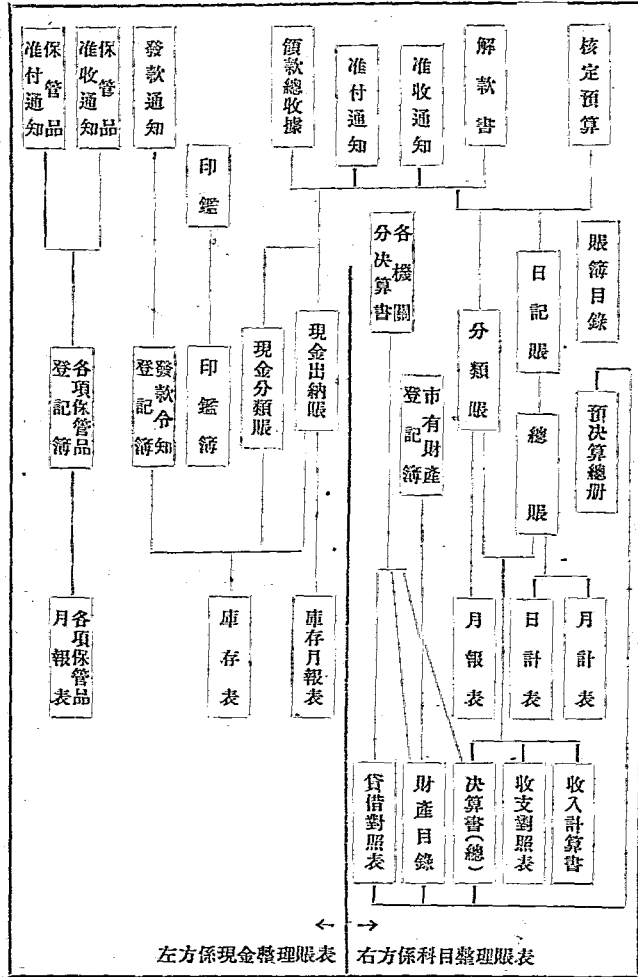 核定預算
解款書
准收通知
准付通知
領款總收據
發款通知
保管品
准收通知
保管品
准付通知
印鑑
賬簿目錄
日記賬
分類賬
各機關
分決算書
現金出納賬
現金分類賬
印鑑簿
發款令知
登記簿
各項保管品
登記簿
預決算總册
總賬
市有財產
登記簿
月計表
日計表
月報表
庫存月報表
庫存表
各項保管品
月報表
收入計算書
收支對照表
決算書(總)
財產目錄
貸借對照表
← →
右方係科目整理賬表
左方係現金整理賬表